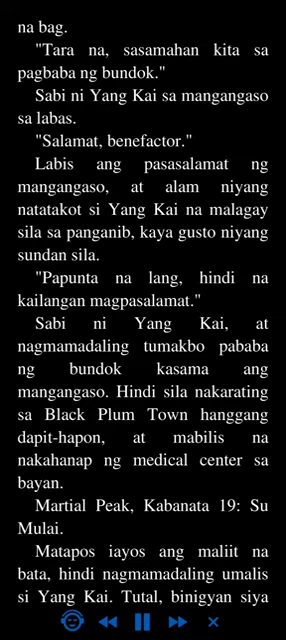 na bag.
"Tara na, sasamahan kita sa
pagbaba ng bundok."
Sabi ni Yang Kai sa mangangaso
sa labas.
"Salamat, benefactor."
Labis ang pasasalamat ng
mangangaso, at alam niyang
natatakot si Yang Kai na malagay
sila sa panganib, kaya gusto niyang
sundan sila.
"Papunta na lang, hindi na
kailangan magpasalamat."
Sabi ni Yang Kai, at
nagmamadaling tumakbo pababa
ng bundok kasama ang
mangangaso. Hindi sila nakarating
sa Black Plum Town hanggang
dapit-hapon, at mabilis na
nakahanap ng medical center sa
bayan.
Martial Peak, Kabanata 19: Su
Mulai.
Matapos iayos ang maliit na
bata, hindi nagmamadaling umalis
si Yang Kai. Tutal, binigyan siya